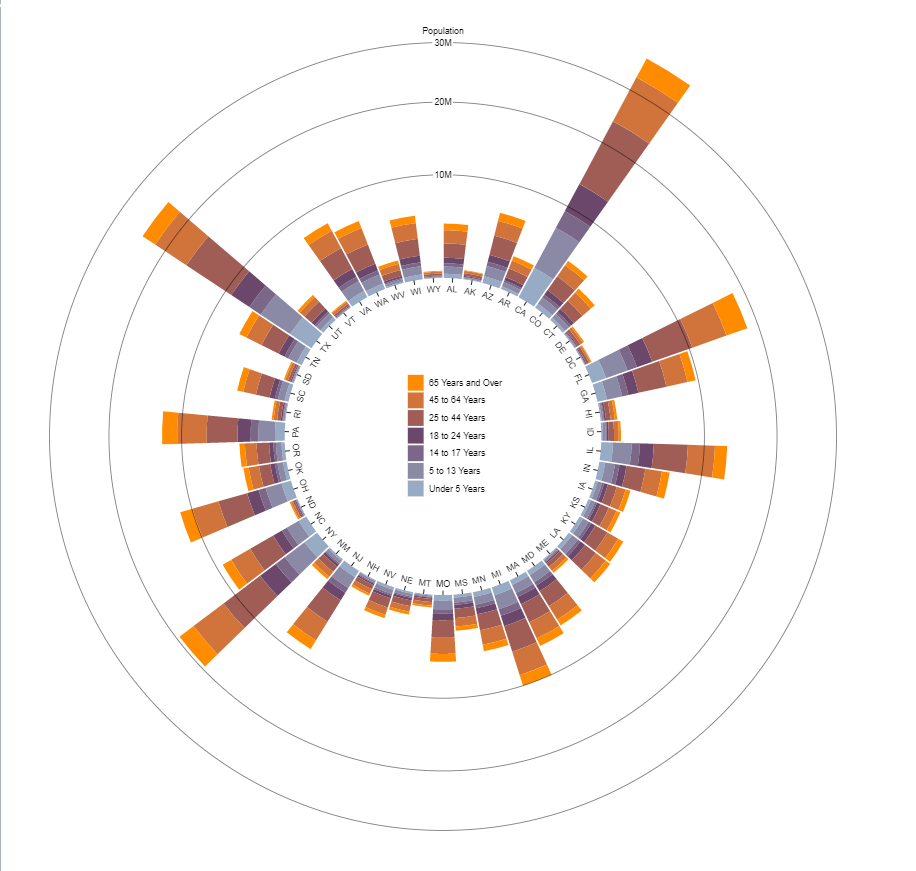 Population
30M
20M
10M
AL
AK
AZ
AR
CA
CO
CT
DE
DC
FL
GA
HI
ID
IL
IN
IA
KS
KY
LA
ME
MD
MA
MI
MN
MS
MO
MT
NE
NV
NH
NJ
NM
NY
NC
ND
OH
OK
OR
PA
RI
SC
SD
TN
TX
UT
VT
VA
WA
WV
WI
WY
65 Years and Over
45 to 64 Years
25 to 44 Years
18 to 24 Years
14 to 17 Years
5 to 13 Years
Under 5 Years